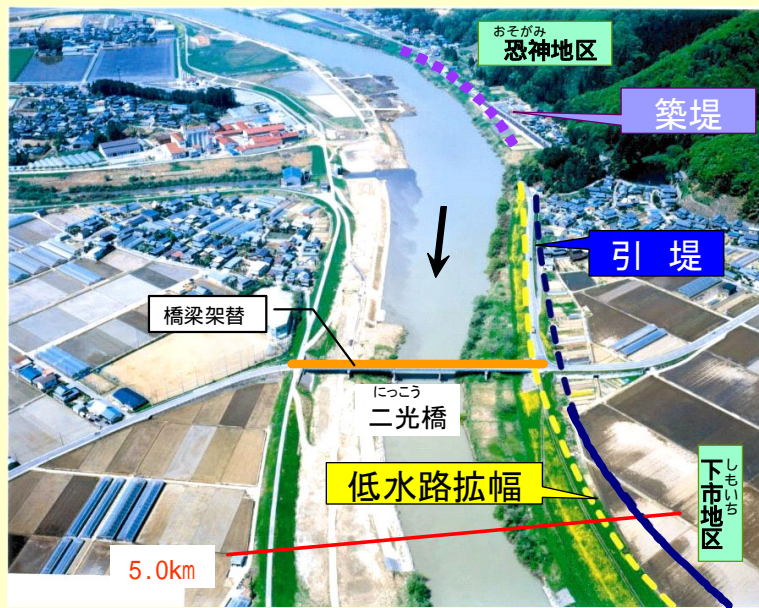 おそがみ
恐神地区
築堤
引 堤
橋梁架替
にっこう
二光橋
低水路拡幅
しもいち
下市地区
5.0km